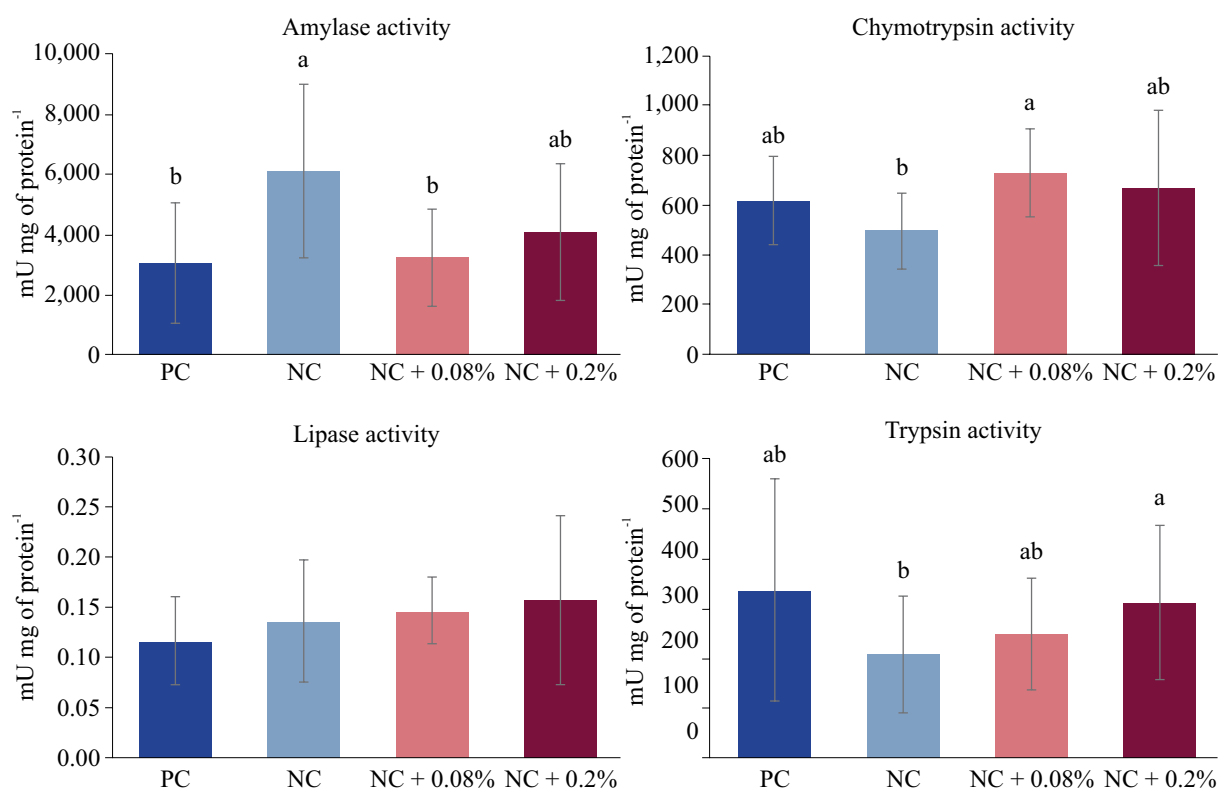 Amylase activity
mU mg of protein⁻¹
10,000
8,000
6,000
4,000
2,000
0
a
b
b
ab
PC NC NC + 0.08% NC + 0.2%
Chymotrypsin activity
mU mg of protein⁻¹
1,200
1,000
800
600
400
200
0
ab
b
a
ab
PC NC NC + 0.08% NC + 0.2%
Lipase activity
mU mg of protein⁻¹
0.30
0.25
0.20
0.15
0.10
0.05
0.00
PC NC NC + 0.08% NC + 0.2%
Trypsin activity
mU mg of protein⁻¹
600
500
400
300
200
100
0
ab
b
ab
a
PC NC NC + 0.08% NC + 0.2%